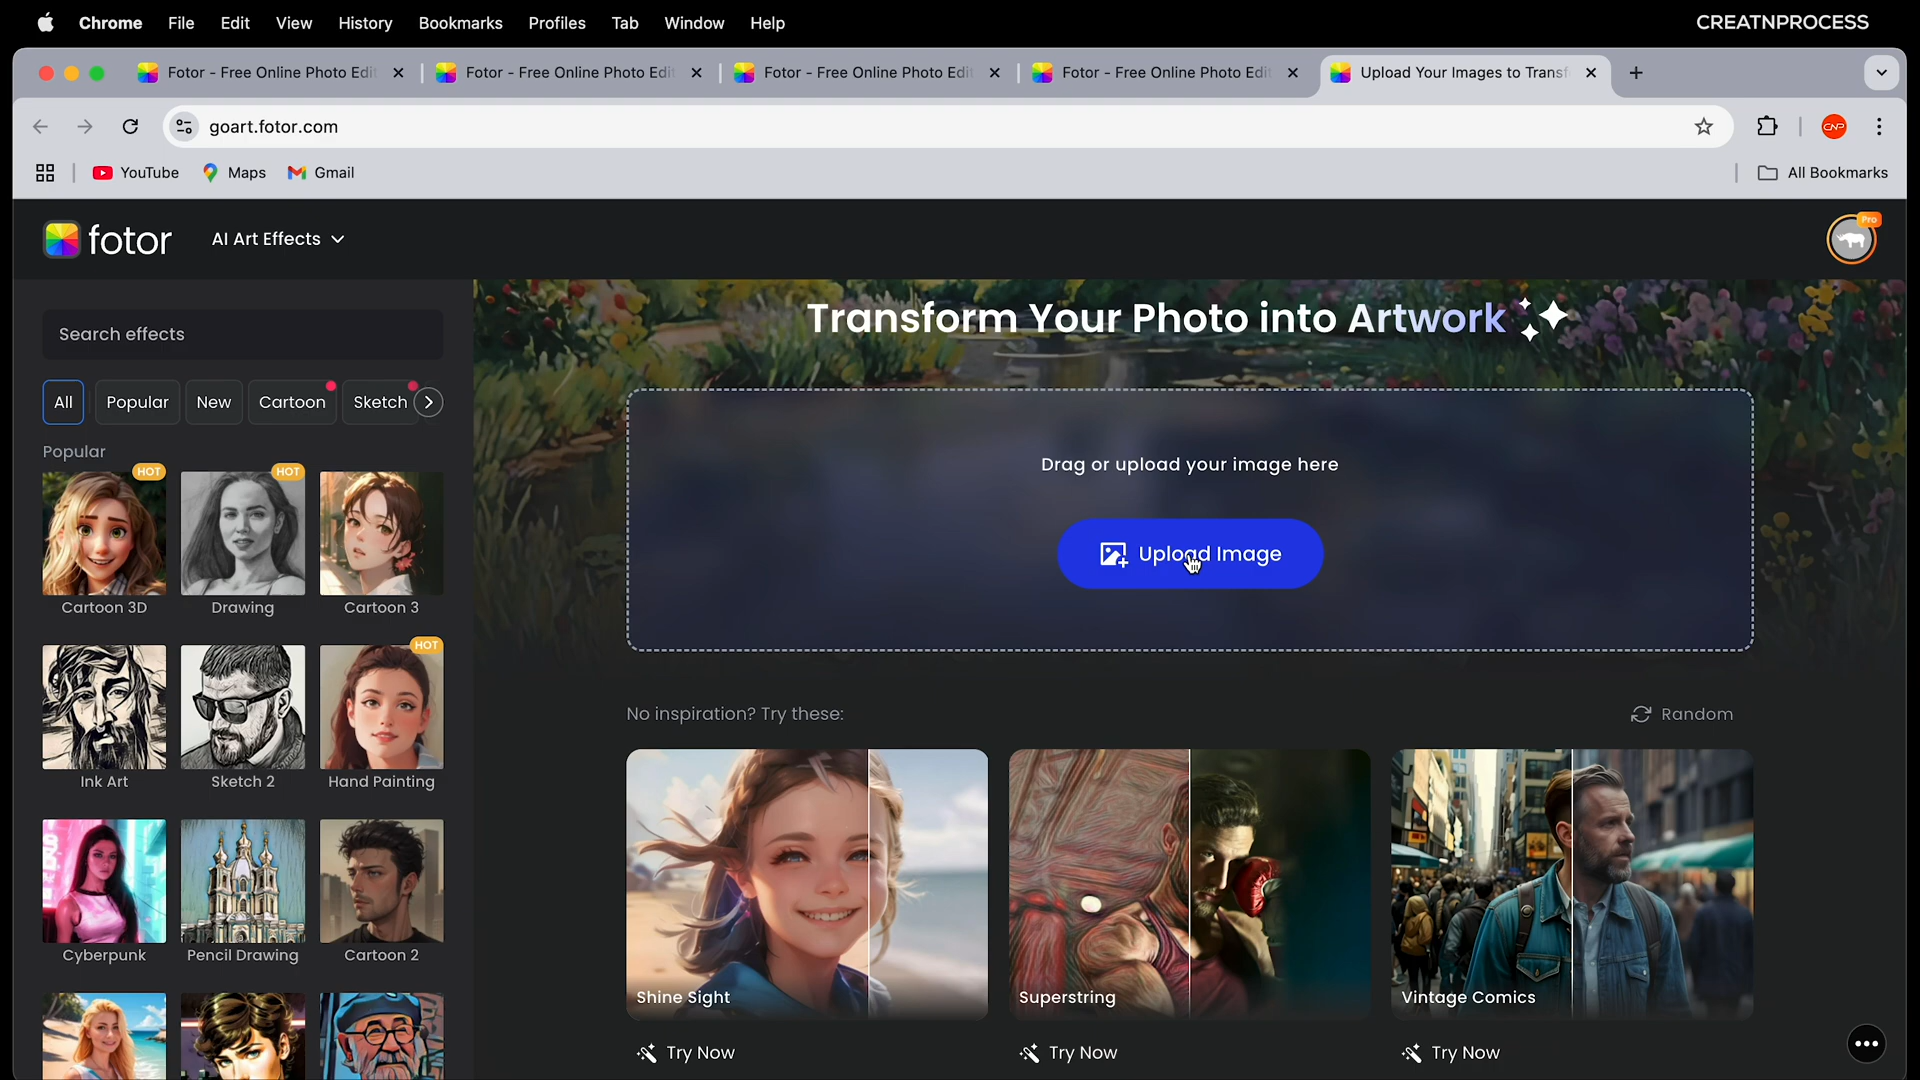 Chrome File Edit View History Bookmarks Profiles Tab Window Help
CREATNPROCESS
Fotor - Free Online Photo Edit
Fotor - Free Online Photo Edit
Fotor - Free Online Photo Edit
Fotor - Free Online Photo Edit
Upload Your Images to Transf
goart.fotor.com
CNP
YouTube Maps Gmail
All Bookmarks
fotor
AI Art Effects
Pro
Search effects
All Popular New Cartoon Sketch
Popular
HOT
HOT
Cartoon 3D
Drawing
Cartoon 3
HOT
Ink Art
Sketch 2
Hand Painting
Cyberpunk
Pencil Drawing
Cartoon 2
Transform Your Photo into Artwork
Drag or upload your image here
Upload Image
No inspiration? Try these:
Random
Shine Sight
Superstring
Vintage Comics
Try Now
Try Now
Try Now